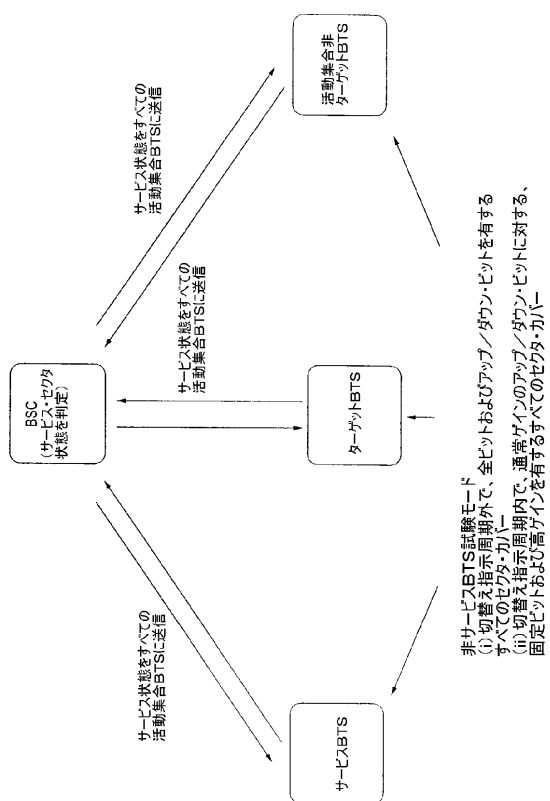 BSC
(サービス・セクタ
状態を判定)
サービス状態をすべての
活動集合BTSに送信
サービス状態をすべての
活動集合BTSに送信
サービス状態をすべての
活動集合BTSに送信
サービスBTS
ターゲットBTS
活動集合非
ターゲットBTS
非サービスBTS試験モード
(i)切替え指示周期外で、全ビットおよびアップ/ダウン・ビットを有する
すべてのセクタ・カバー
(ii)切替え指示周期内で、通常ゲインのアップ/ダウン・ビットに対する、
固定ビットおよび高ゲインを有するすべてのセクタ・カバー